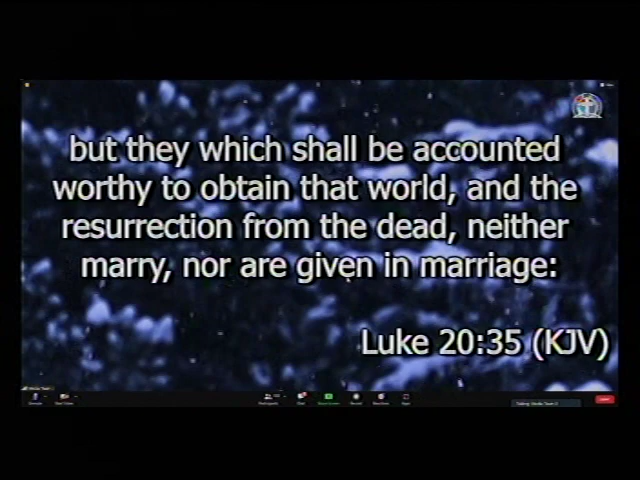 but they which shall be accounted
worthy to obtain that world, and the
resurrection from the dead, neither
marry, nor are given in marriage:
Luke 20:35 (KJV)